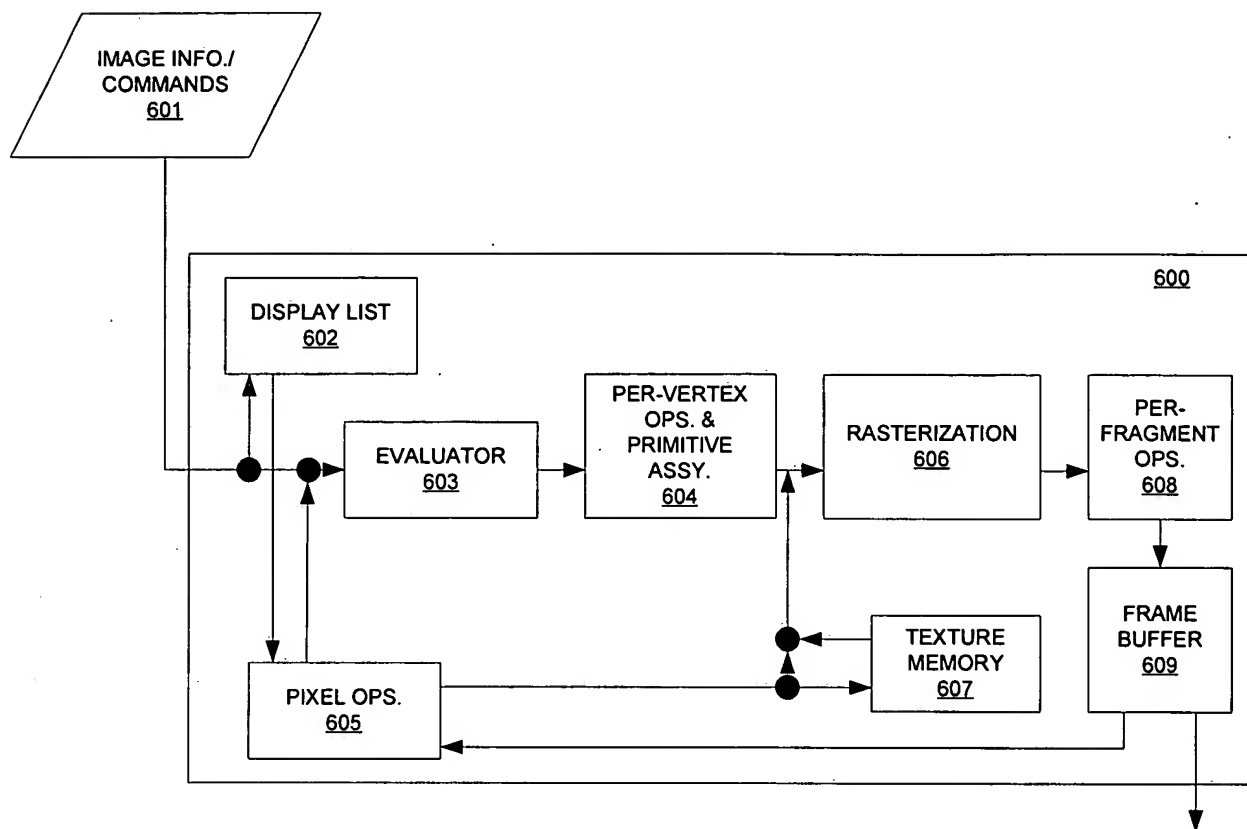 IMAGE INFO./
COMMANDS
601
600
DISPLAY LIST
602
EVALUATOR
603
PER-VERTEX
OPS. &
PRIMITIVE
ASSY.
604
RASTERIZATION
606
PER-
FRAGMENT
OPS.
608
PIXEL OPS.
605
TEXTURE
MEMORY
607
FRAME
BUFFER
609